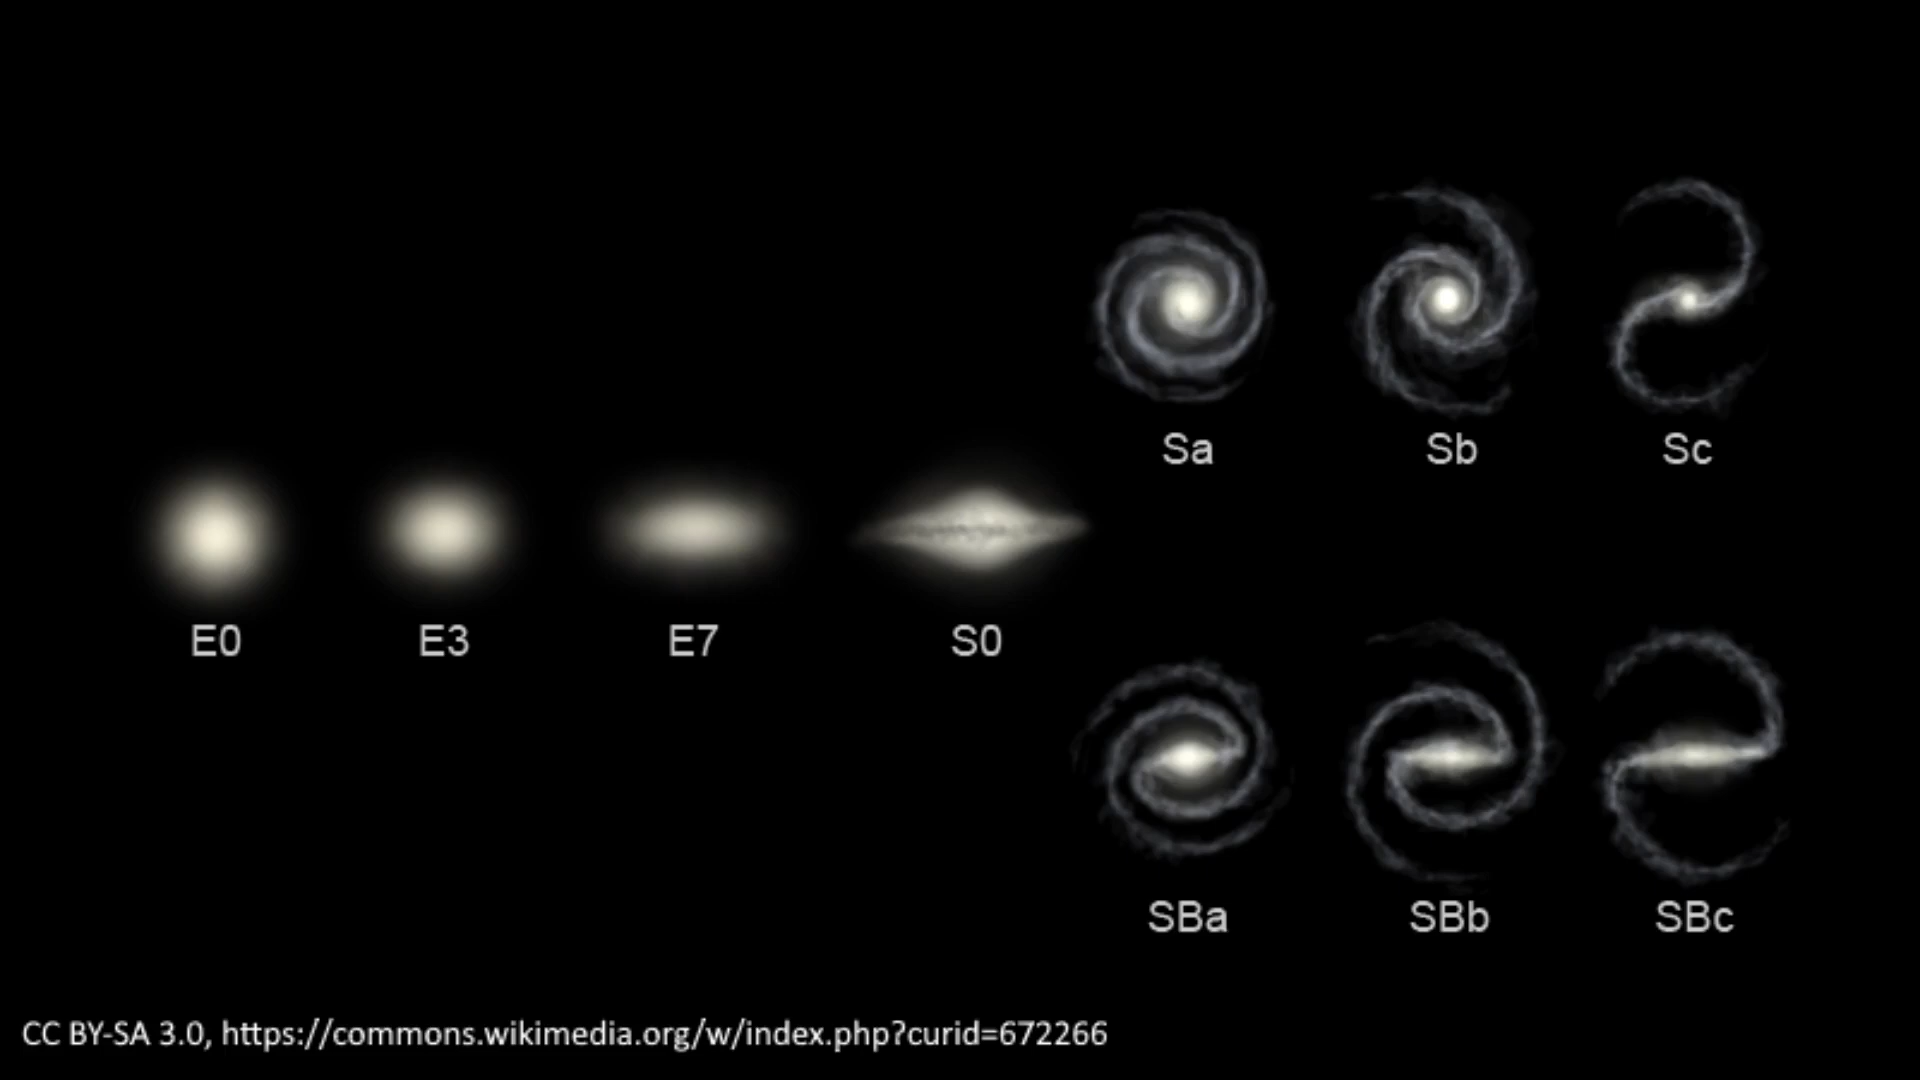 Sa Sb Sc
E0 E3 E7 S0
SBa SBb SBc
CC BY-SA 3.0, https://commons.wikimedia.org/w/index.php?curid=672266